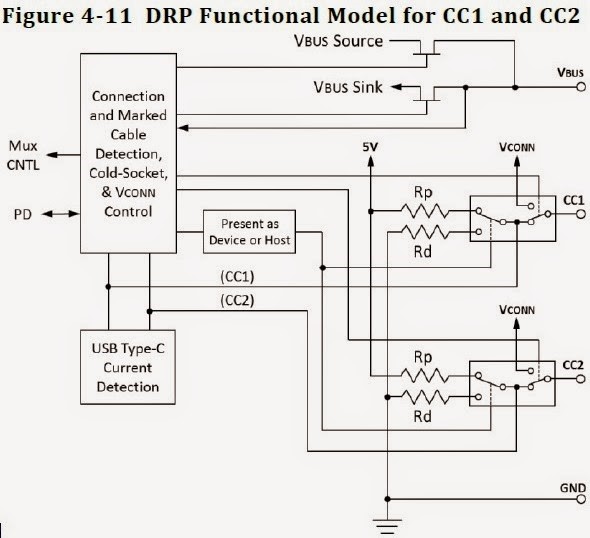 Figure 4-11 DRP Functional Model for CC1 and CC2
VBUS Source
VBUS Sink
VBUS
Connection
and Marked
Cable
Detection,
Cold-Socket,
& VCONN
Control
Mux
CNTL
PD
5V
VCONN
Rp
CC1
Rd
Present as
Device or Host
(CC1)
(CC2)
VCONN
USB Type-C
Current
Detection
Rp
CC2
Rd
GND